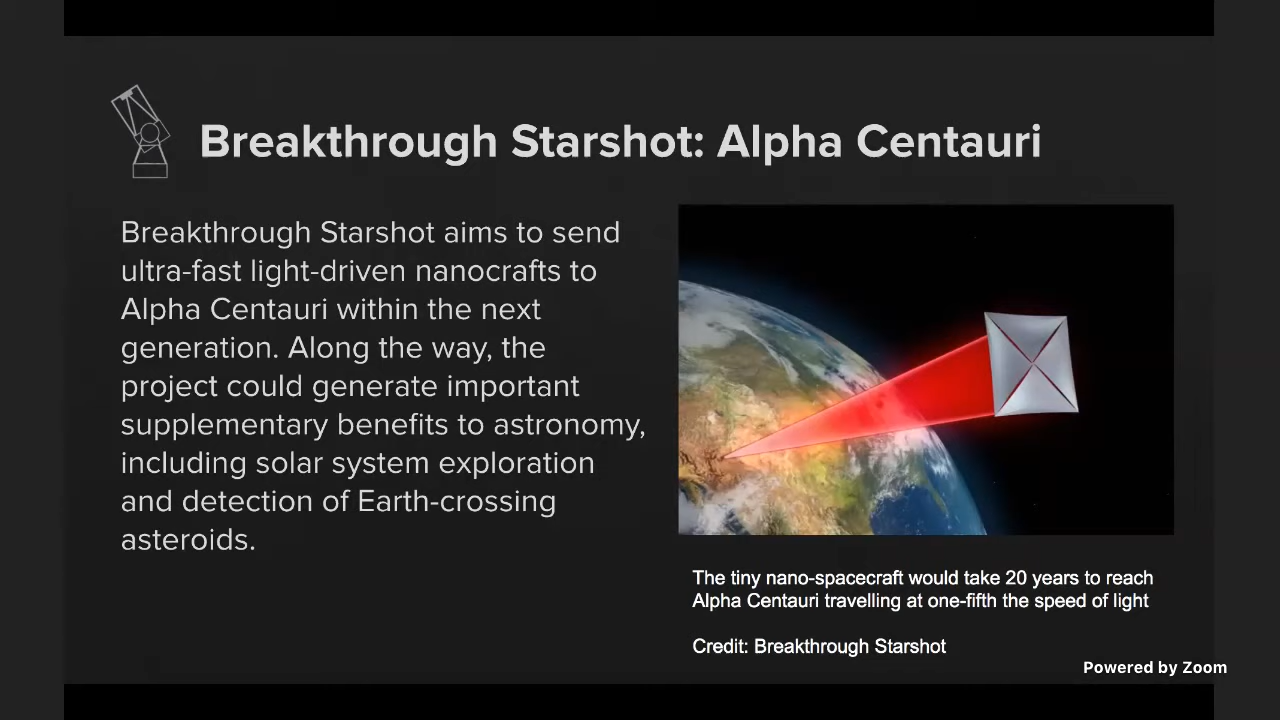 Breakthrough Starshot: Alpha Centauri
Breakthrough Starshot aims to send
ultra-fast light-driven nanocrafts to
Alpha Centauri within the next
generation. Along the way, the
project could generate important
supplementary benefits to astronomy,
including solar system exploration
and detection of Earth-crossing
asteroids.
The tiny nano-spacecraft would take 20 years to reach
Alpha Centauri travelling at one-fifth the speed of light
Credit: Breakthrough Starshot
Powered by Zoom